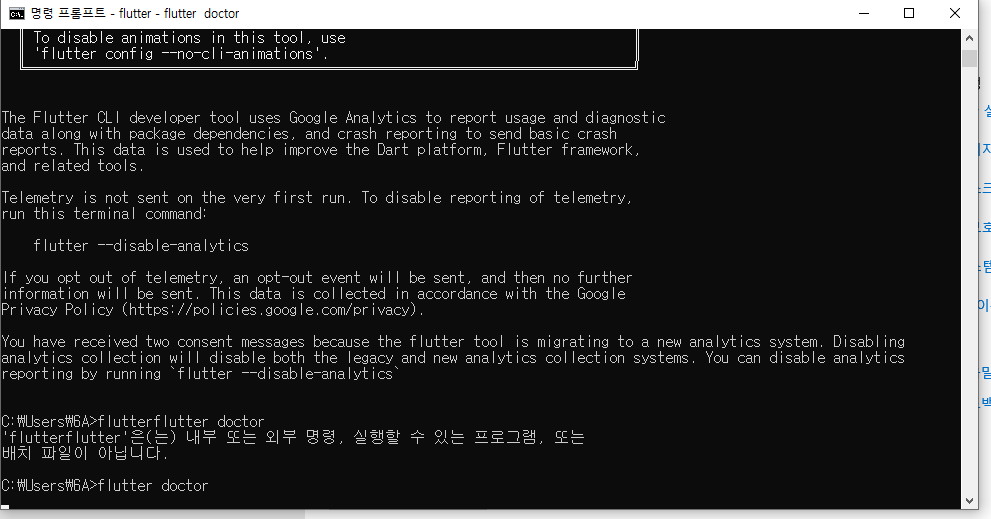 명령 프롬프트 - flutter - flutter  doctor
To disable animations in this tool, use
'flutter config --no-cli-animations'.
The Flutter CLI developer tool uses Google Analytics to report usage and diagnostic
data along with package dependencies, and crash reporting to send basic crash
reports. This data is used to help improve the Dart platform, Flutter framework,
and related tools.
Telemetry is not sent on the very first run. To disable reporting of telemetry,
run this terminal command:
flutter --disable-analytics
If you opt out of telemetry, an opt-out event will be sent, and then no further
information will be sent. This data is collected in accordance with the Google
Privacy Policy (https://policies.google.com/privacy).
You have received two consent messages because the flutter tool is migrating to a new analytics system. Disabling
analytics collection will disable both the legacy and new analytics collection systems. You can disable analytics
reporting by running `flutter --disable-analytics`
C:₩Users₩6A>flutterflutter doctor
'flutterflutter'은(는) 내부 또는 외부 명령, 실행할 수 있는 프로그램, 또는
배치 파일이 아닙니다.
C:₩Users₩6A>flutter doctor